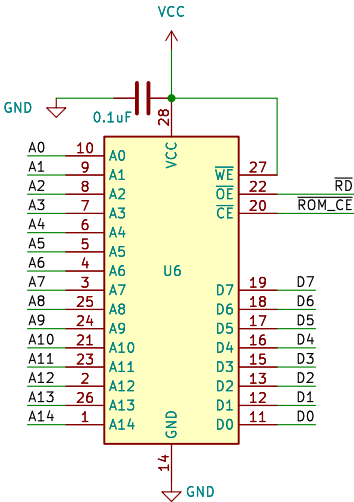 VCC
GND
0.1uF
28
VCC
A0 10 A0
A1 9 A1
A2 8 A2
A3 7 A3
A4 6 A4
A5 5 A5
A6 4 A6
A7 3 A7
A8 25 A8
A9 24 A9
A10 21 A10
A11 23 A11
A12 2 A12
A13 26 A13
A14 1 A14
U6
WE 27
OE 22 RD
CE 20 ROM_CE
D7 19 D7
D6 18 D6
D5 17 D5
D4 16 D4
D3 15 D3
D2 13 D2
D1 12 D1
D0 11 D0
GND
14
GND